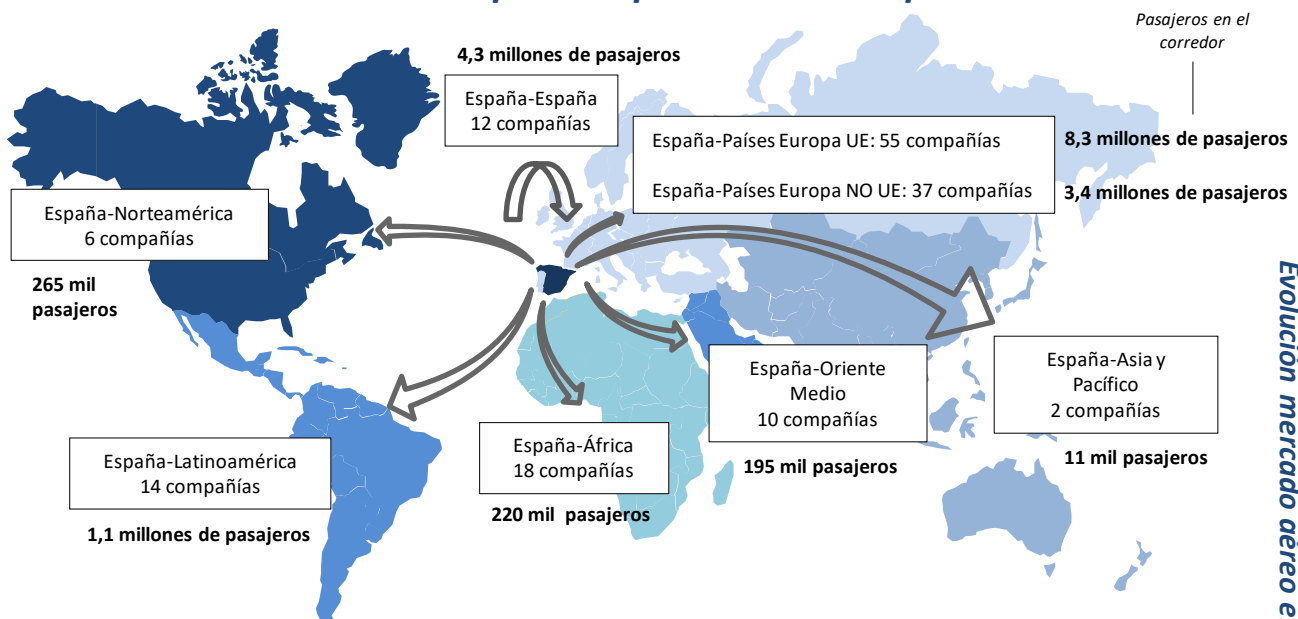 Pasajeros en el
corredor
4,3 millones de pasajeros
España-España
12 compañías
España-Países Europa UE: 55 compañías
8,3 millones de pasajeros
España-Países Europa NO UE: 37 compañías
3,4 millones de pasajeros
España-Norteamérica
6 compañías
265 mil
pasajeros
España-Oriente
Medio
10 compañías
195 mil pasajeros
España-Asia y
Pacífico
2 compañías
11 mil pasajeros
España-África
18 compañías
220 mil pasajeros
España-Latinoamérica
14 compañías
1,1 millones de pasajeros
Evolución mercado aéreo